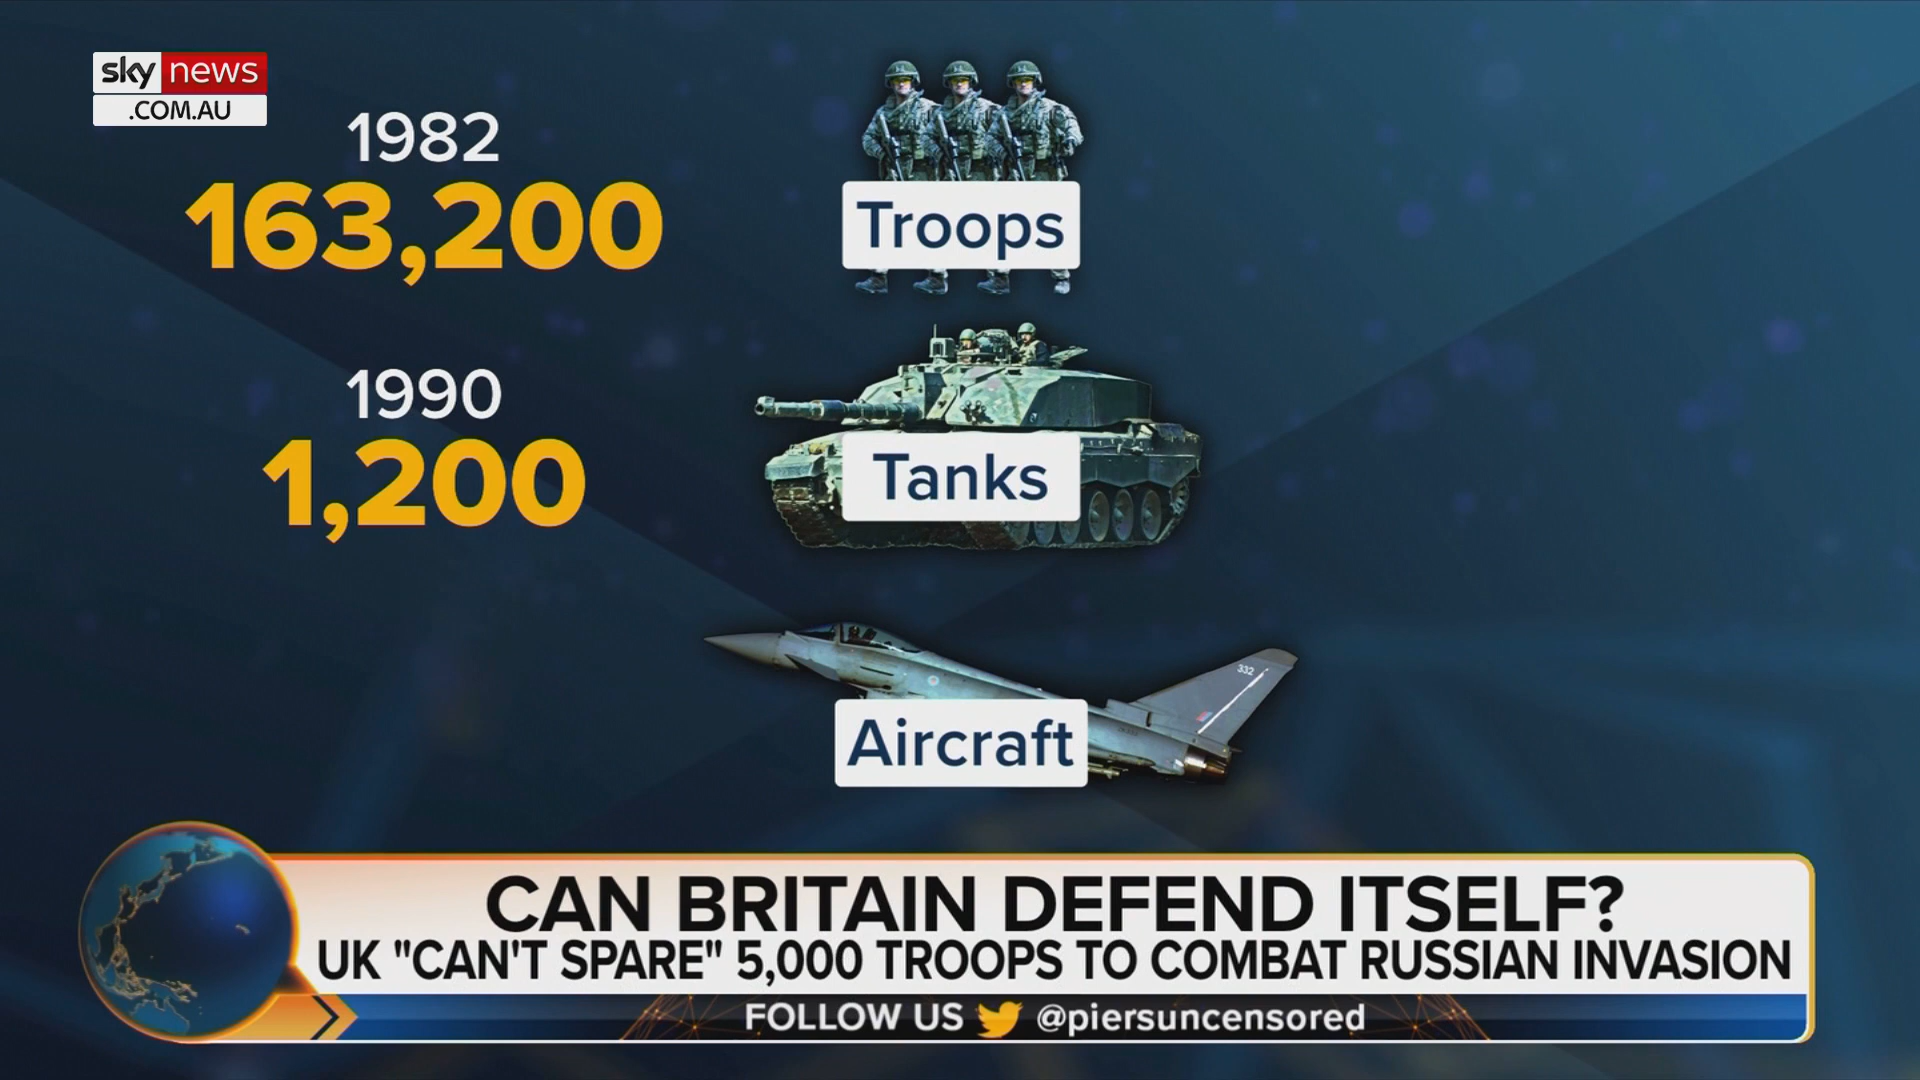 sky news
.COM.AU
1982
163,200
Troops
1990
1,200
Tanks
332
Aircraft
CAN BRITAIN DEFEND ITSELF?
UK "CAN'T SPARE" 5,000 TROOPS TO COMBAT RUSSIAN INVASION
FOLLOW US @piersuncensored